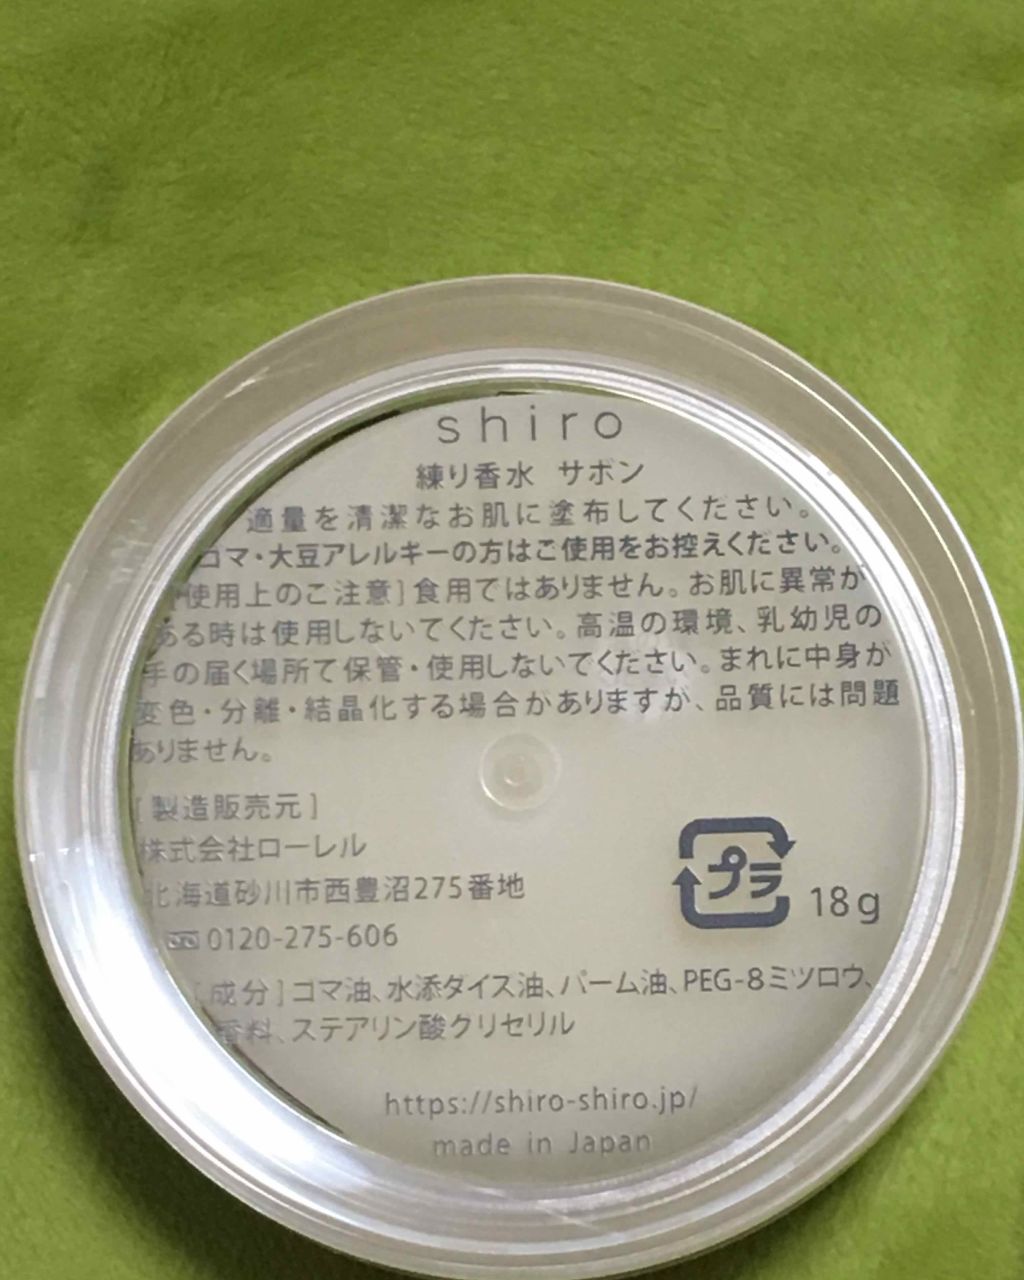 shiro
練り香水 サボン
適量を清潔なお肌に塗布してください。
ゴマ・大豆アレルギーの方はご使用をお控えください。
[使用上のご注意]食用ではありません。お肌に異常が
ある時は使用しないでください。高温の環境、乳幼児の
手の届く場所で保管・使用しないでください。まれに中身が
変色・分離・結晶化する場合がありますが、品質には問題
ありません。
[製造販売元]
株式会社ローレル
北海道砂川市西豊沼275番地
0120-275-606
プラ
18g
[成分]ゴマ油、水添ダイズ油、パーム油、PEG-8ミツロウ、
香料、ステアリン酸グリセリル
https://shiro-shiro.jp/
made in Japan